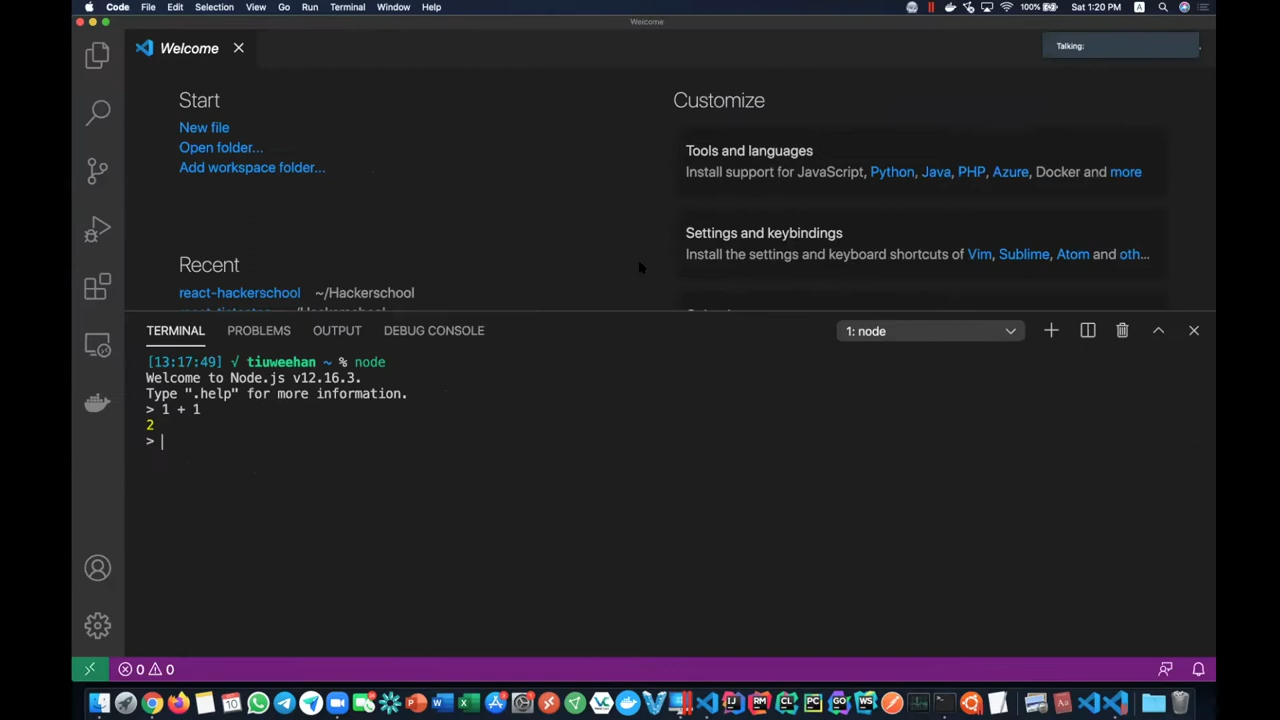 Code File Edit Selection View Go Run Terminal Window Help
100% Sat 1:20 PM A
Welcome
Welcome
Talking:
Start
New file
Open folder...
Add workspace folder...
Recent
react-hackerschool ~/Hackerschool
Customize
Tools and languages
Install support for JavaScript, Python, Java, PHP, Azure, Docker and more
Settings and keybindings
Install the settings and keyboard shortcuts of Vim, Sublime, Atom and oth...
TERMINAL PROBLEMS OUTPUT DEBUG CONSOLE
1: node
[13:17:49] √ tiuweehan ~ % node
Welcome to Node.js v12.16.3.
Type ".help" for more information.
> 1 + 1
2
>
0 0